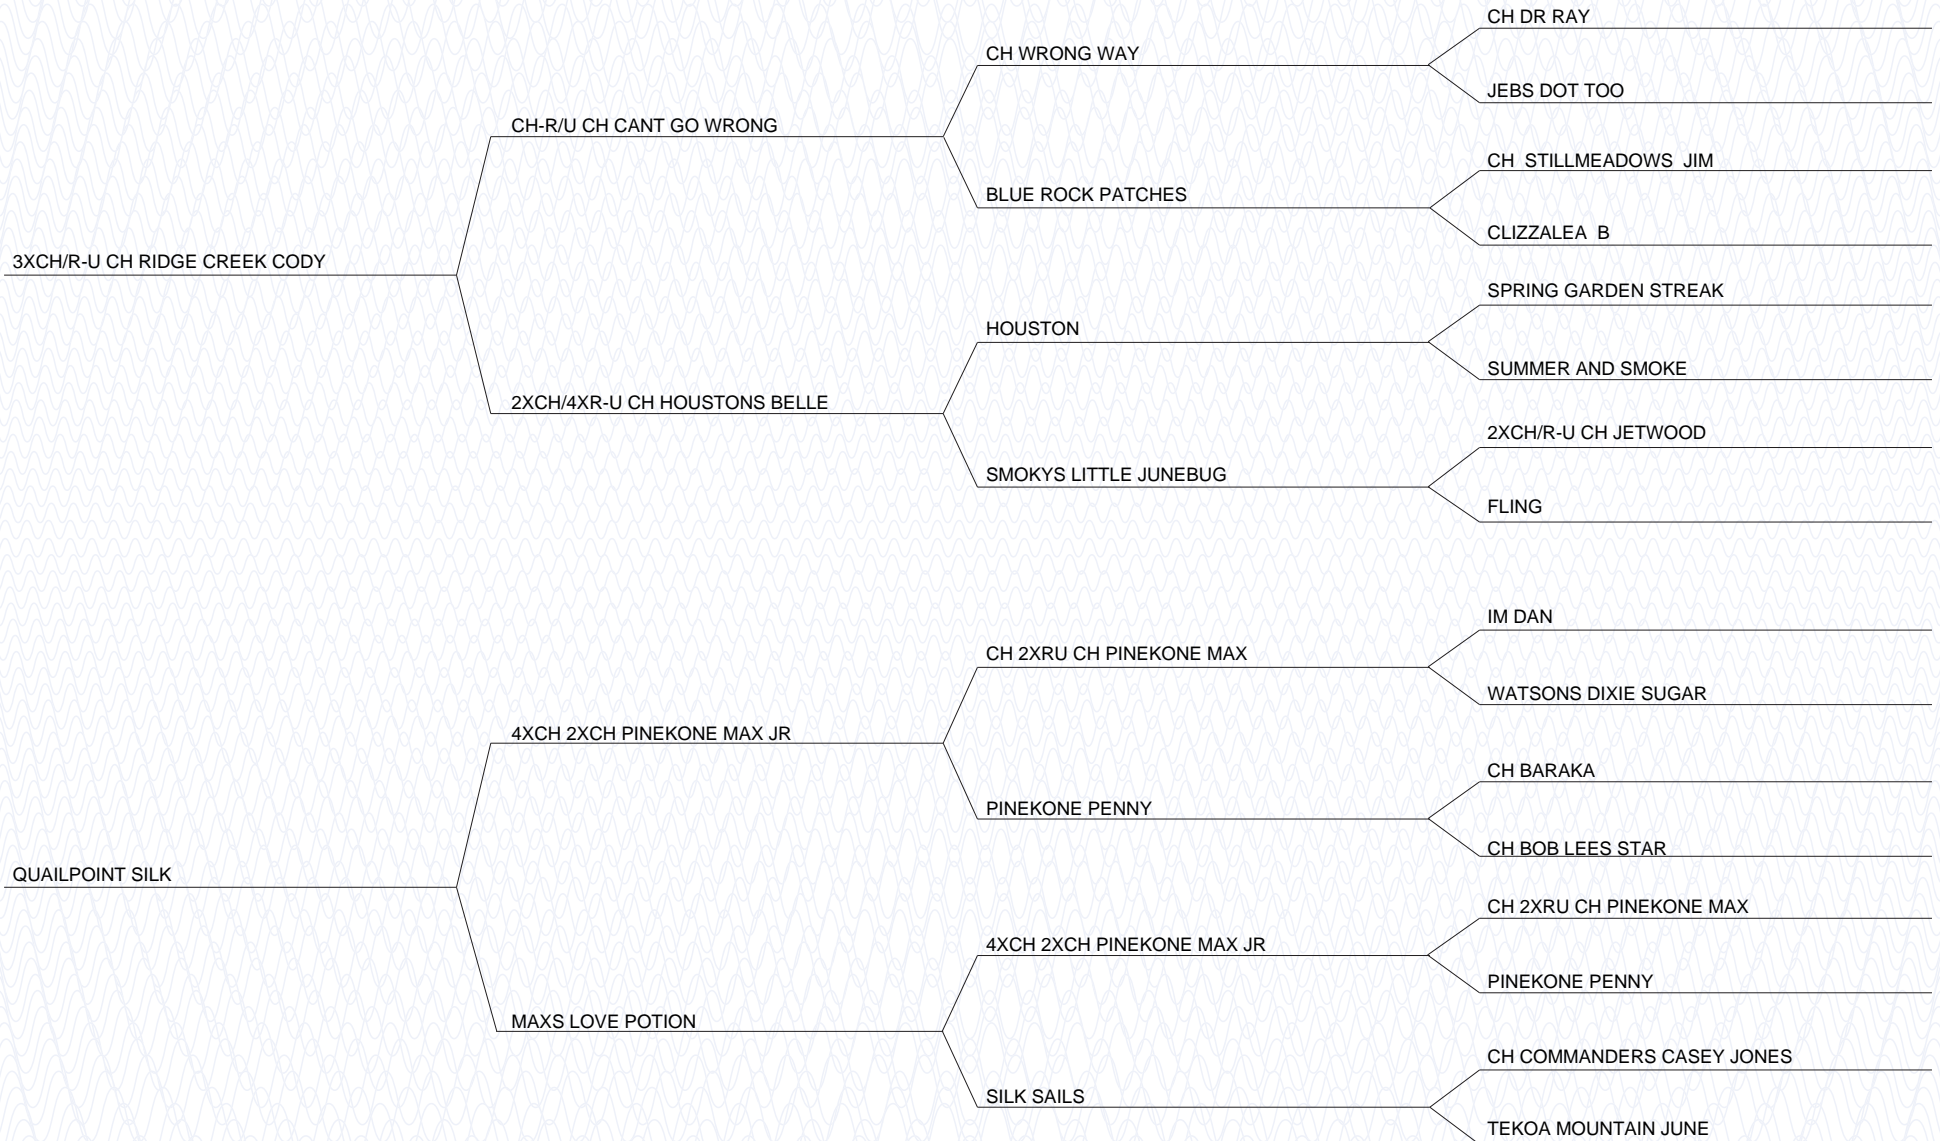 CH DR RAY
CH WRONG WAY
JEBS DOT TOO
CH-R/U CH CANT GO WRONG
CH  STILLMEADOWS  JIM
BLUE ROCK PATCHES
CLIZZALEA  B
3XCH/R-U CH RIDGE CREEK CODY
SPRING GARDEN STREAK
HOUSTON
SUMMER AND SMOKE
2XCH/4XR-U CH HOUSTONS BELLE
2XCH/R-U CH JETWOOD
SMOKYS LITTLE JUNEBUG
FLING
IM DAN
CH 2XRU CH PINEKONE MAX
WATSONS DIXIE SUGAR
4XCH 2XCH PINEKONE MAX JR
CH BARAKA
PINEKONE PENNY
CH BOB LEES STAR
QUAILPOINT SILK
CH 2XRU CH PINEKONE MAX
4XCH 2XCH PINEKONE MAX JR
PINEKONE PENNY
MAXS LOVE POTION
CH COMMANDERS CASEY JONES
SILK SAILS
TEKOA MOUNTAIN JUNE